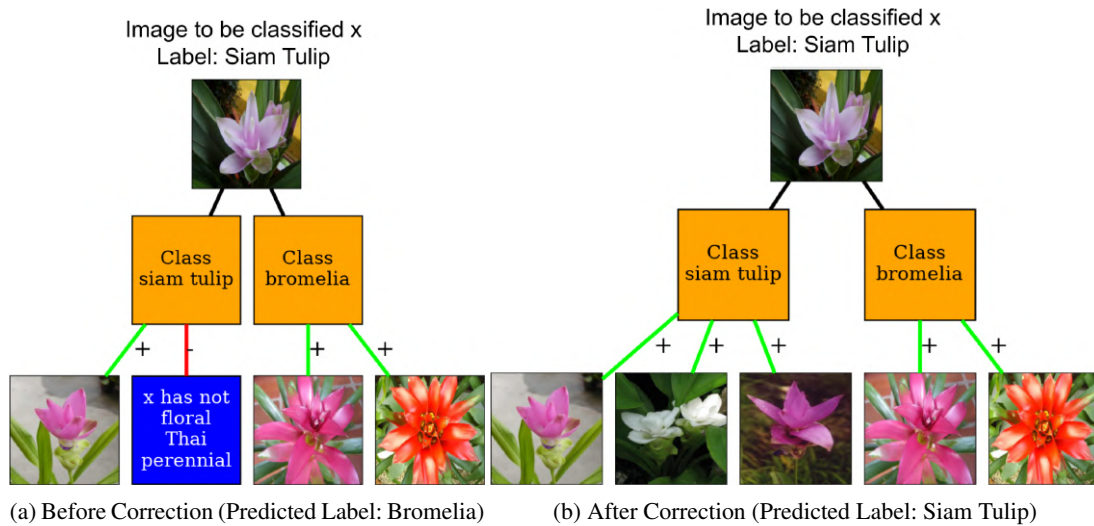 Image to be classified x
Label: Siam Tulip
Class
siam tulip
Class
bromelia
+
-
+
+
x has not
floral
Thai
perennial
(a) Before Correction (Predicted Label: Bromelia)
Image to be classified x
Label: Siam Tulip
Class
siam tulip
Class
bromelia
+
+
+
+
+
(b) After Correction (Predicted Label: Siam Tulip)